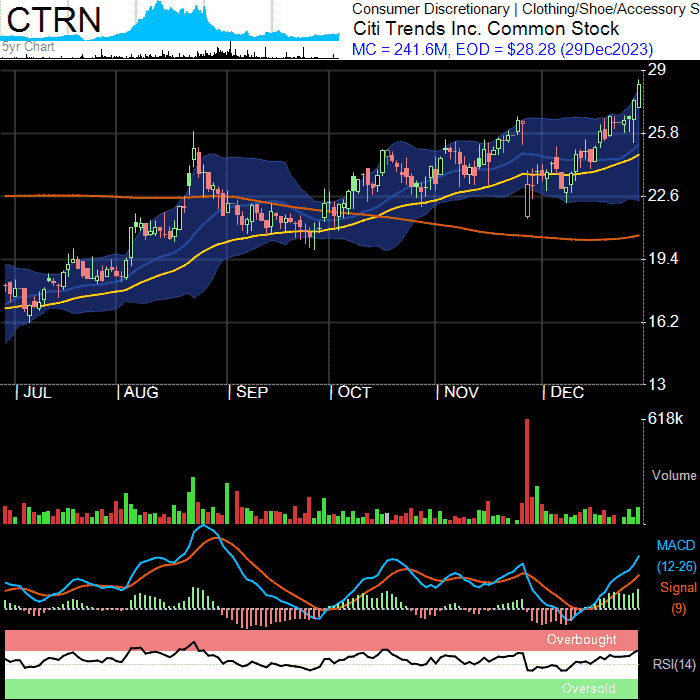 CTRN
Consumer Discretionary | Clothing/Shoe/Accessory S
Citi Trends Inc. Common Stock
MC = 241.6M, EOD = $28.28 (29Dec2023)
5yr Chart
29
25.8
22.6
19.4
16.2
13
| JUL | AUG | SEP | OCT | NOV | DEC
618k
Volume
MACD
(12-26)
Signal
(9)
Overbought
RSI(14)
Oversold